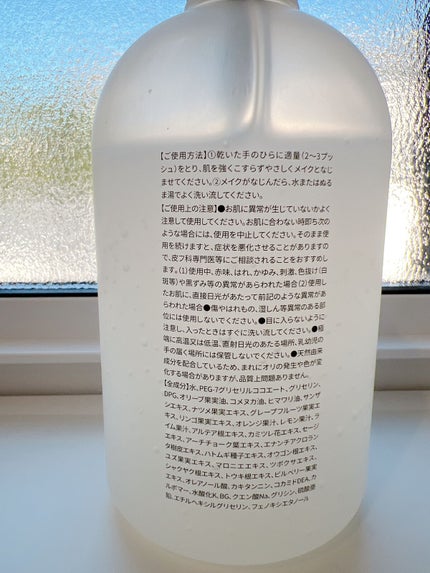 【ご使用方法】①乾いた手のひらに適量(2〜3プッ
シュ)をとり、肌を強くこすらずやさしくメイクとなじ
ませてください。②メイクがなじんだら、水またはぬる
ま湯でよく洗い流してください。
【ご使用上の注意】●お肌に異常が生じていないかよく
注意して使用してください。お肌に合わない時即ち次の
ような場合には、使用を中止してください。そのまま使用
を続けますと、症状を悪化させることがありますの
で、皮フ科専門医等にご相談されることをおすすめし
ます。(1)使用中、赤味、はれ、かゆみ、刺激、色抜け(白
斑等)や黒ずみ等の異常があらわれた場合(2)使用し
たお肌に、直接日光があたって前記のような異常があ
らわれた場合●傷やはれもの、湿しん等異常のある部
位には使用しないでください。●目に入らないように
注意し、入ったときはすぐに洗い流してください。●極
端に高温又は低温、直射日光のあたる場所、乳幼児の
手の届く場所には保管しないでください。●天然由来
成分を配合しているため、まれにオリの発生や色が変
化する場合がありますが、品質上問題ありません。
【全成分】水、PEG-7グリセリルココエート、グリセリン、
DPG、オリーブ果実油、コメヌカ油、ヒマワリ油、サンザ
シエキス、ナツメ果実エキス、グレープフルーツ果実エ
キス、リンゴ果実エキス、オレンジ果汁、レモン果汁、ラ
イム果汁、アルテア根エキス、カミツレ花エキス、セージ
エキス、アーチチョーク葉エキス、エナンチアクロラン
タ樹皮エキス、ハトムギ種子エキス、オウゴン根エキス、
ユズ果実エキス、マロニエエキス、ツボクサエキス、
シャクヤク根エキス、トウキ根エキス、ビルベリー果実
エキス、オレアノール酸、カキタンニン、コカミドDEA、カ
ルボマー、水酸化K、BG、クエン酸Na、グリシン、硫酸亜
鉛、エチルヘキシルグリセリン、フェノキシエタノール